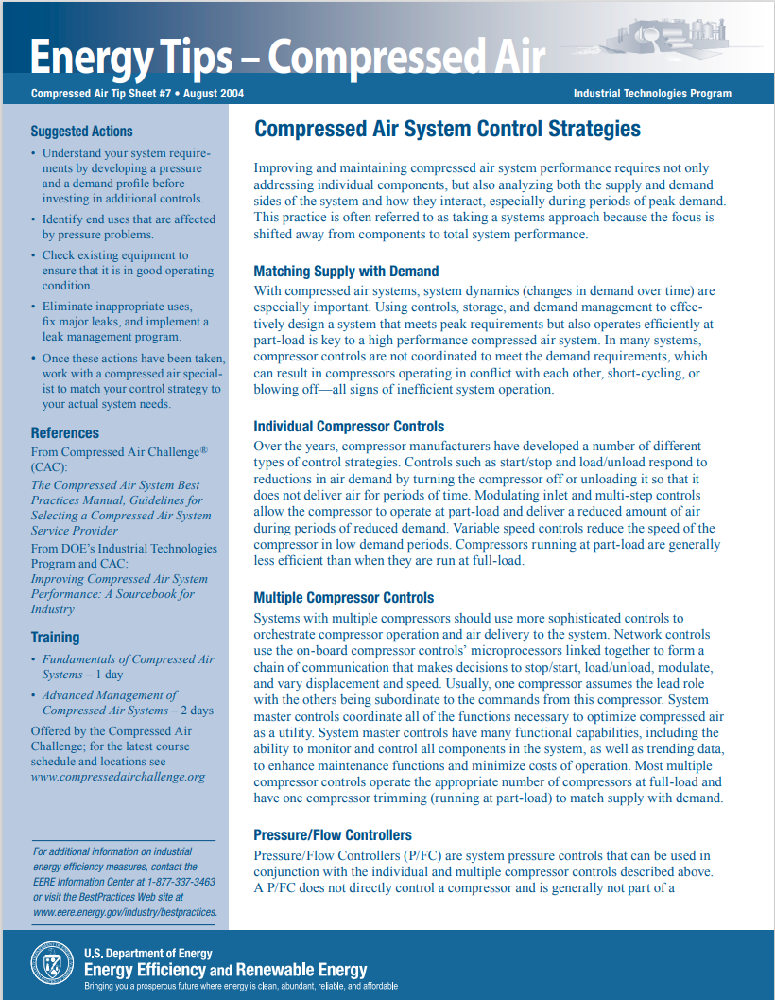 Energy Tips – Compressed Air
Compressed Air Tip Sheet #7 • August 2004
Industrial Technologies Program
Suggested Actions
• Understand your system require-
ments by developing a pressure
and a demand profile before
investing in additional controls.
• Identify end uses that are affected
by pressure problems.
• Check existing equipment to
ensure that it is in good operating
condition.
• Eliminate inappropriate uses,
fix major leaks, and implement a
leak management program.
• Once these actions have been taken,
work with a compressed air special-
ist to match your control strategy to
your actual system needs.
References
From Compressed Air Challenge®
(CAC):
The Compressed Air System Best
Practices Manual, Guidelines for
Selecting a Compressed Air System
Service Provider
From DOE's Industrial Technologies
Program and CAC:
Improving Compressed Air System
Performance: A Sourcebook for
Industry
Training
• Fundamentals of Compressed Air
Systems – 1 day
• Advanced Management of
Compressed Air Systems – 2 days
Offered by the Compressed Air
Challenge; for the latest course
schedule and locations see
www.compressedairchallenge.org
For additional information on industrial
energy efficiency measures, contact the
EERE Information Center at 1-877-337-3463
or visit the BestPractices Web site at
www.eere.energy.gov/industry/bestpractices.
Compressed Air System Control Strategies
Improving and maintaining compressed air system performance requires not only
addressing individual components, but also analyzing both the supply and demand
sides of the system and how they interact, especially during periods of peak demand.
This practice is often referred to as taking a systems approach because the focus is
shifted away from components to total system performance.
Matching Supply with Demand
With compressed air systems, system dynamics (changes in demand over time) are
especially important. Using controls, storage, and demand management to effec-
tively design a system that meets peak requirements but also operates efficiently at
part-load is key to a high performance compressed air system. In many systems,
compressor controls are not coordinated to meet the demand requirements, which
can result in compressors operating in conflict with each other, short-cycling, or
blowing off—all signs of inefficient system operation.
Individual Compressor Controls
Over the years, compressor manufacturers have developed a number of different
types of control strategies. Controls such as start/stop and load/unload respond to
reductions in air demand by turning the compressor off or unloading it so that it
does not deliver air for periods of time. Modulating inlet and multi-step controls
allow the compressor to operate at part-load and deliver a reduced amount of air
during periods of reduced demand. Variable speed controls reduce the speed of the
compressor in low demand periods. Compressors running at part-load are generally
less efficient than when they are run at full-load.
Multiple Compressor Controls
Systems with multiple compressors should use more sophisticated controls to
orchestrate compressor operation and air delivery to the system. Network controls
use the on-board compressor controls' microprocessors linked together to form a
chain of communication that makes decisions to stop/start, load/unload, modulate,
and vary displacement and speed. Usually, one compressor assumes the lead role
with the others being subordinate to the commands from this compressor. System
master controls coordinate all of the functions necessary to optimize compressed air
as a utility. System master controls have many functional capabilities, including the
ability to monitor and control all components in the system, as well as trending data,
to enhance maintenance functions and minimize costs of operation. Most multiple
compressor controls operate the appropriate number of compressors at full-load and
have one compressor trimming (running at part-load) to match supply with demand.
Pressure/Flow Controllers
Pressure/Flow Controllers (P/FC) are system pressure controls that can be used in
conjunction with the individual and multiple compressor controls described above.
A P/FC does not directly control a compressor and is generally not part of a
U.S. Department of Energy
Energy Efficiency and Renewable Energy
Bringing you a prosperous future where energy is clean, abundant, reliable, and affordable